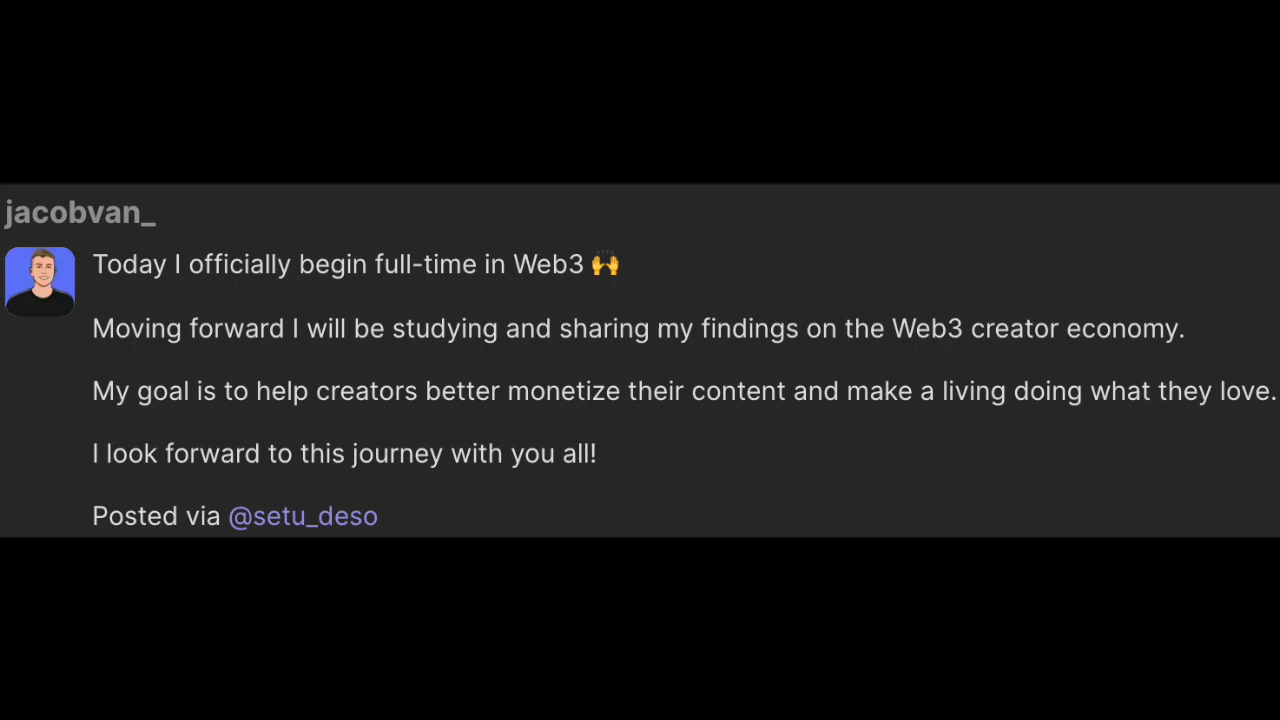 jacobvan_
Today I officially begin full-time in Web3 🙌
Moving forward I will be studying and sharing my findings on the Web3 creator economy.
My goal is to help creators better monetize their content and make a living doing what they love.
I look forward to this journey with you all!
Posted via @setu_deso